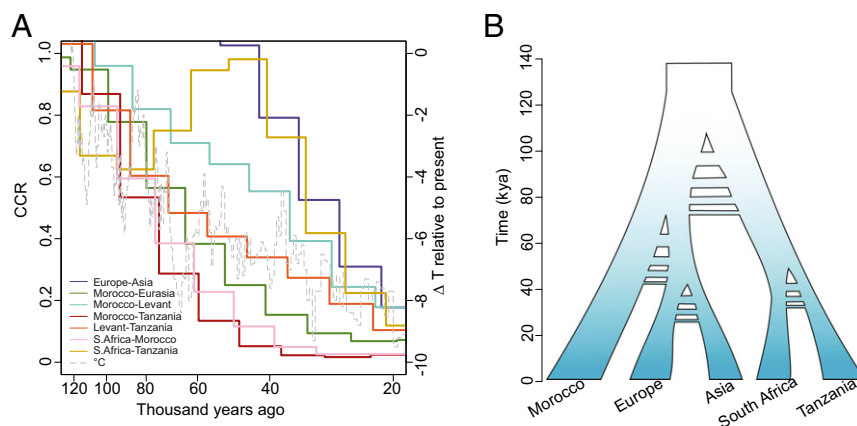 A
1.0
0.8
0.6
0.4
0.2
0
CCR
0
-2
-4
-6
-8
-10
Δ T relative to present
Europe-Asia
Morocco-Eurasia
Morocco-Levant
Morocco-Tanzania
Levant-Tanzania
S.Africa-Morocco
S.Africa-Tanzania
°C
120 100 80 60 40 20
Thousand years ago
B
140
120
100
80
60
40
20
0
Time (kya)
Morocco Europe Asia South Africa Tanzania